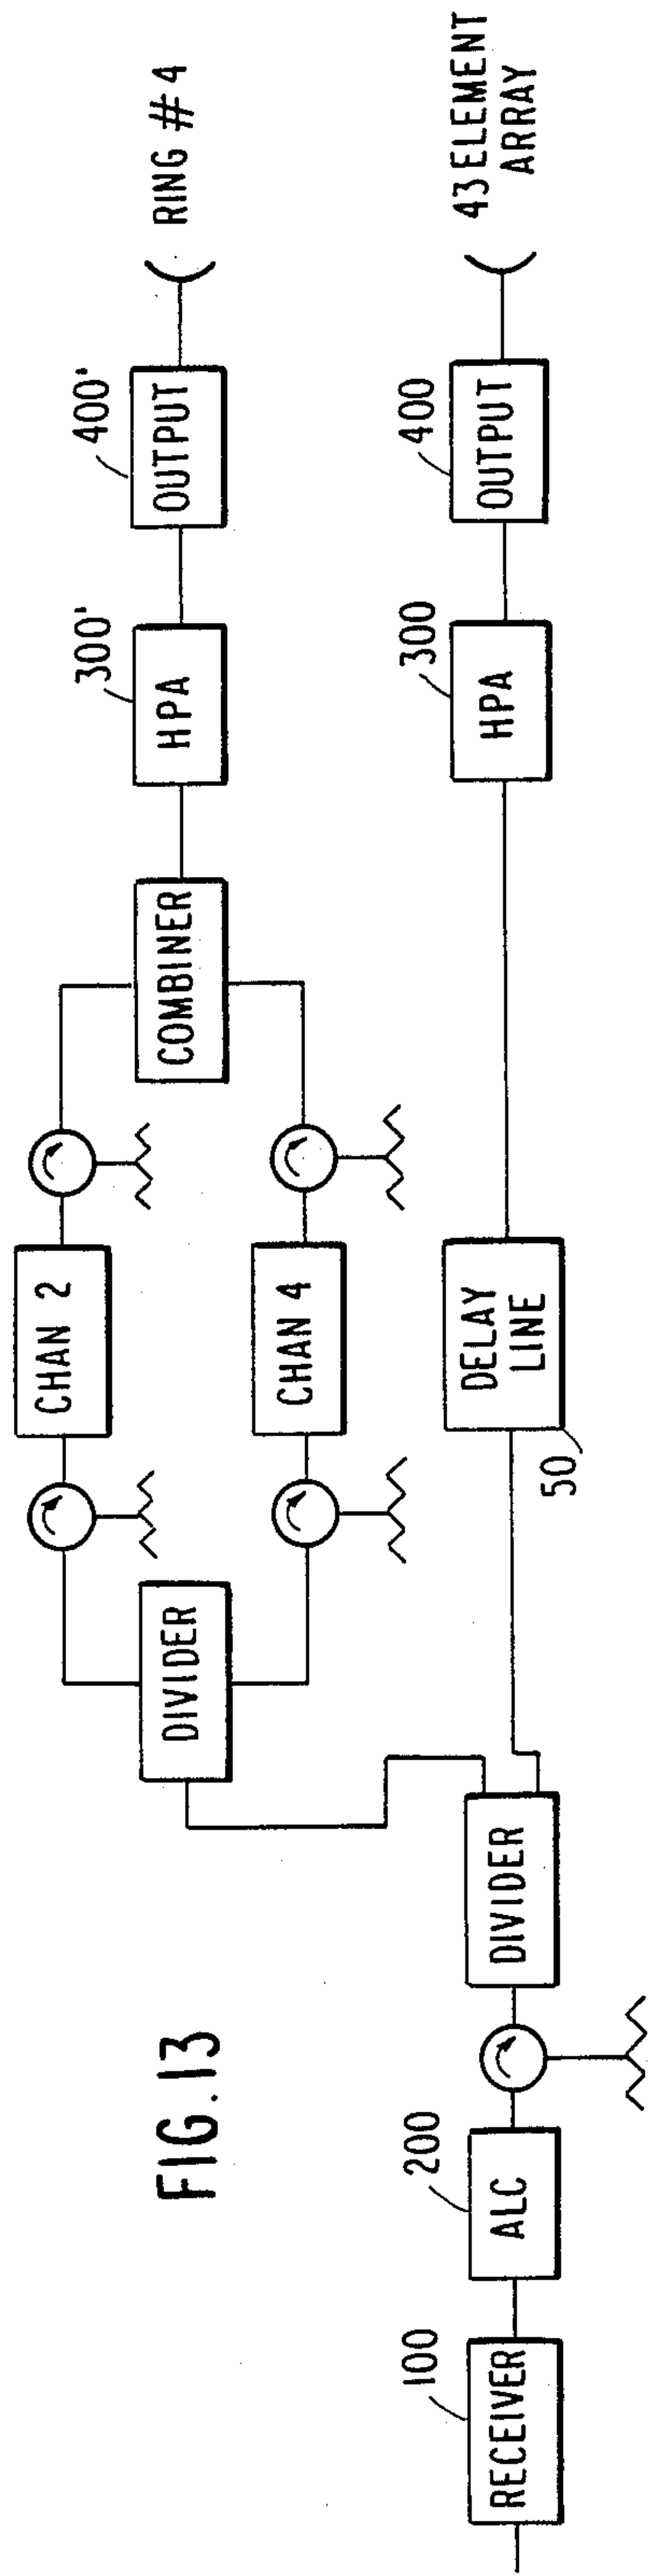 FIG.13
RING #4
400'
OUTPUT
300'
HPA
COMBINER
CHAN 2
CHAN 4
DIVIDER
43 ELEMENT
ARRAY
400
OUTPUT
300
HPA
DELAY
LINE
50
DIVIDER
200
ALC
100
RECEIVER